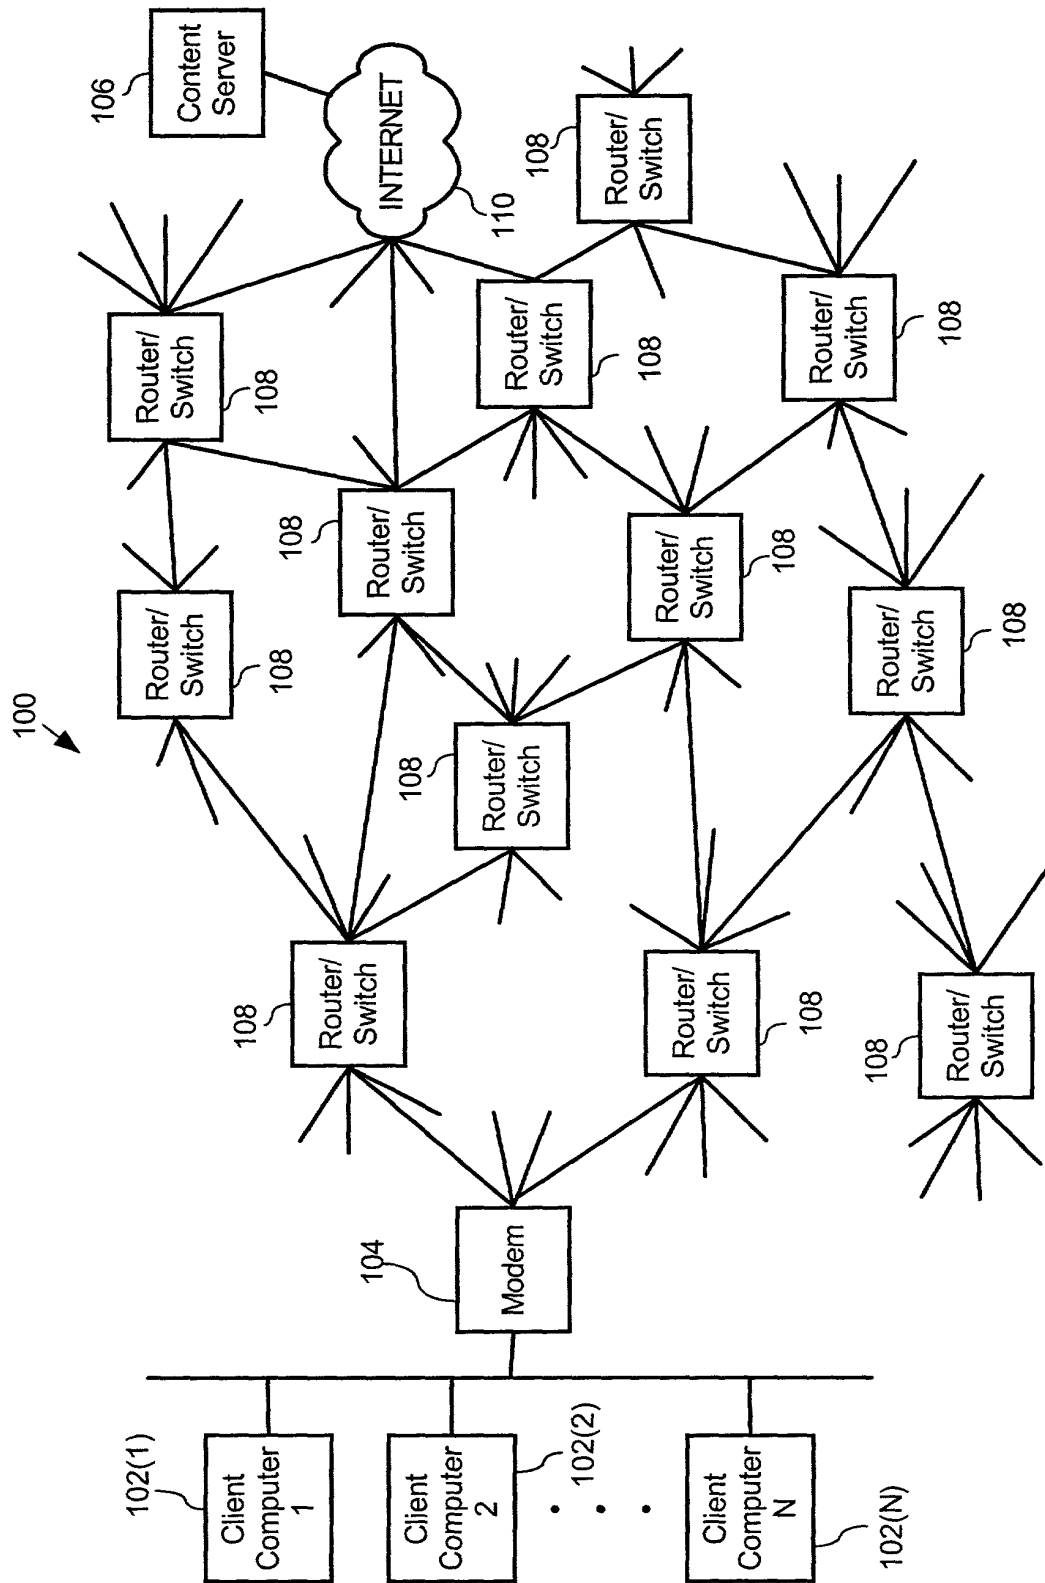 100
102(1)
Client
Computer
1
Client
Computer
2
102(2)
. . .
Client
Computer
N
102(N)
104
Modem
108
Router/
Switch
Router/
Switch
108
108
Router/
Switch
108
Router/
Switch
Router/
Switch
108
108
Router/
Switch
Router/
Switch
108
Router/
Switch
108
Router/
Switch
108
Router/
Switch
108
Router/
Switch
108
108
Router/
Switch
106
Content
Server
INTERNET
110